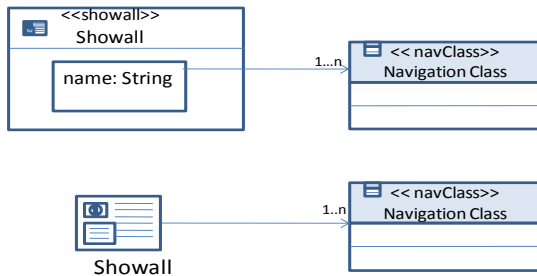 <<showall>>
Showall
name: String
1...n
<< navClass>>
Navigation Class
1..n
<< navClass>>
Navigation Class
Showall